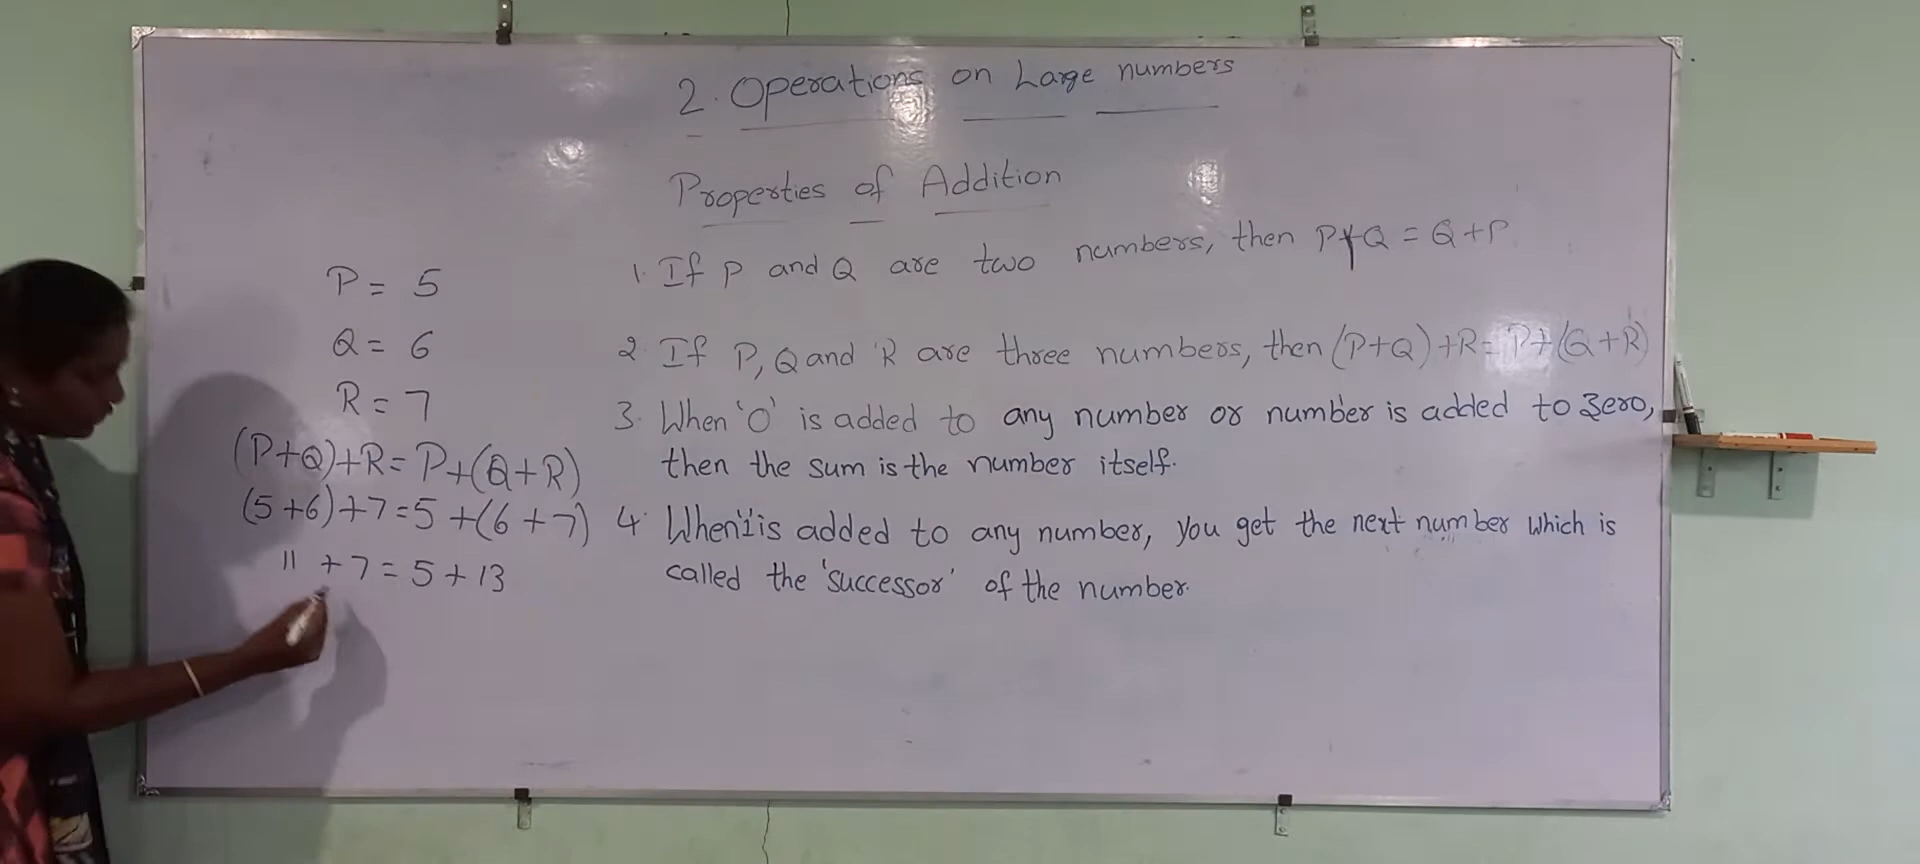 2. Operations on Large numbers
Properties of Addition
1. If P and Q are two numbers, then P+Q = Q+P
2. If P, Q and R are three numbers, then (P+Q)+R = P+(Q+R)
3. When '0' is added to any number or number is added to zero,
then the sum is the number itself.
4. When '1' is added to any number, you get the next number which is
called the 'successor' of the number.
P = 5
Q = 6
R = 7
(P+Q)+R = P+(Q+R)
(5+6)+7 = 5+(6+7)
11 + 7 = 5 + 13